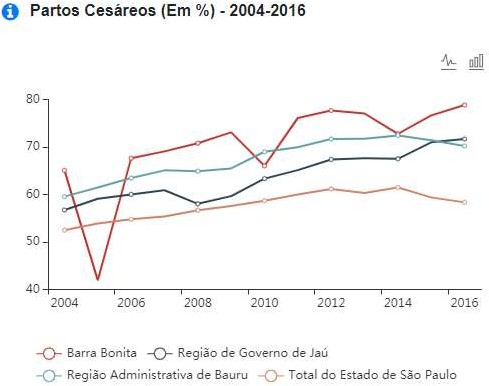 Partos Cesáreos (Em %) - 2004-2016
80
70
60
50
40
2004 2006 2008 2010 2012 2014 2016
Barra Bonita Região de Governo de Jaú
Região Administrativa de Bauru Total do Estado de São Paulo